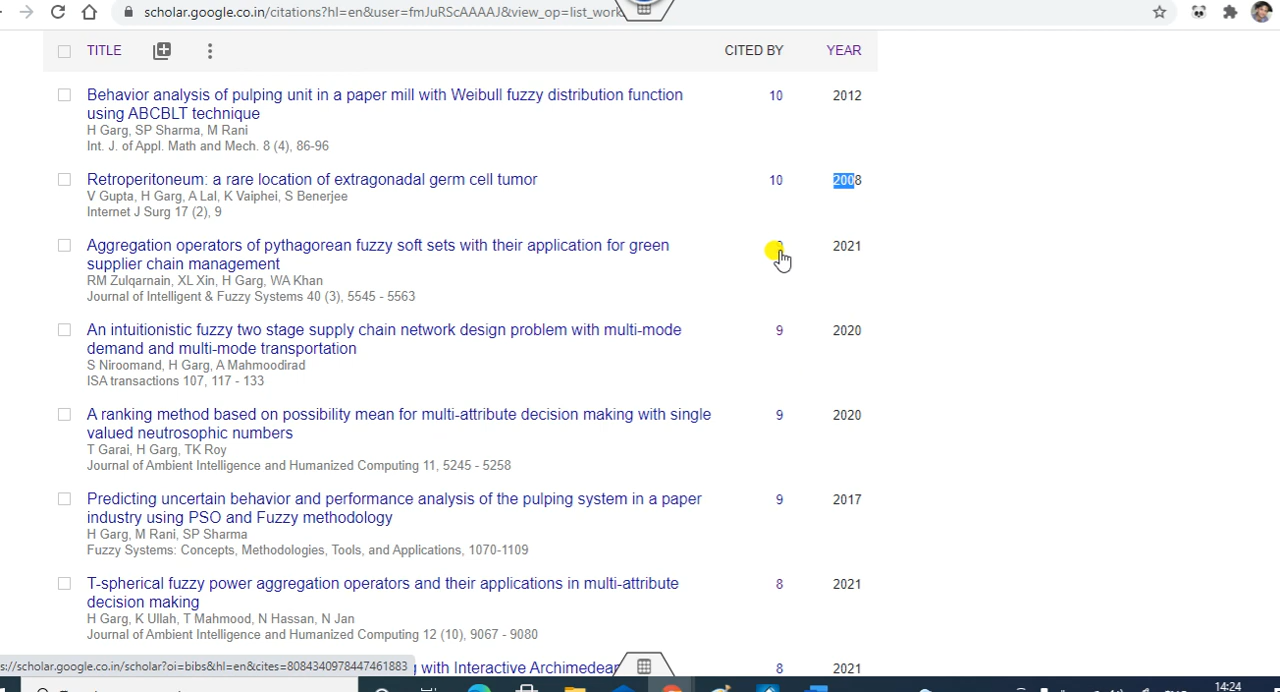 scholar.google.co.in/citations?hl=en&user=fmJuRScAAAAJ&view_op=list_work
TITLE CITED BY YEAR
Behavior analysis of pulping unit in a paper mill with Weibull fuzzy distribution function 10 2012
using ABCBLT technique
H Garg, SP Sharma, M Rani
Int. J. of Appl. Math and Mech. 8 (4), 86-96
Retroperitoneum: a rare location of extragonadal germ cell tumor 10 2008
V Gupta, H Garg, A Lal, K Vaiphei, S Benerjee
Internet J Surg 17 (2), 9
Aggregation operators of pythagorean fuzzy soft sets with their application for green 2021
supplier chain management
RM Zulqarnain, XL Xin, H Garg, WA Khan
Journal of Intelligent & Fuzzy Systems 40 (3), 5545 - 5563
An intuitionistic fuzzy two stage supply chain network design problem with multi-mode 9 2020
demand and multi-mode transportation
S Niroomand, H Garg, A Mahmoodirad
ISA transactions 107, 117 - 133
A ranking method based on possibility mean for multi-attribute decision making with single 9 2020
valued neutrosophic numbers
T Garai, H Garg, TK Roy
Journal of Ambient Intelligence and Humanized Computing 11, 5245 - 5258
Predicting uncertain behavior and performance analysis of the pulping system in a paper 9 2017
industry using PSO and Fuzzy methodology
H Garg, M Rani, SP Sharma
Fuzzy Systems: Concepts, Methodologies, Tools, and Applications, 1070-1109
T-spherical fuzzy power aggregation operators and their applications in multi-attribute 8 2021
decision making
H Garg, K Ullah, T Mahmood, N Hassan, N Jan
Journal of Ambient Intelligence and Humanized Computing 12 (10), 9067 - 9080
s://scholar.google.co.in/scholar?oi=bibs&hl=en&cites=8084340978447461883 with Interactive Archimedean 8 2021
14:24